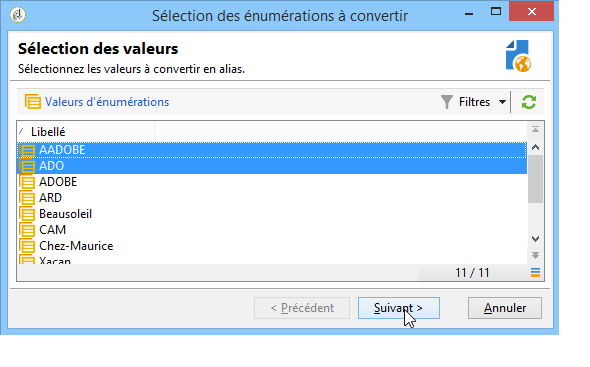 Sélection des énumérations à convertir
Sélection des valeurs
Sélectionnez les valeurs à convertir en alias.
Valeurs d'énumérations
Filtres
Libellé
AADOBE
ADO
ADOBE
ARD
Beausoleil
CAM
Chez-Maurice
Xacan
11 / 11
< Précédent
Suivant >
Annuler